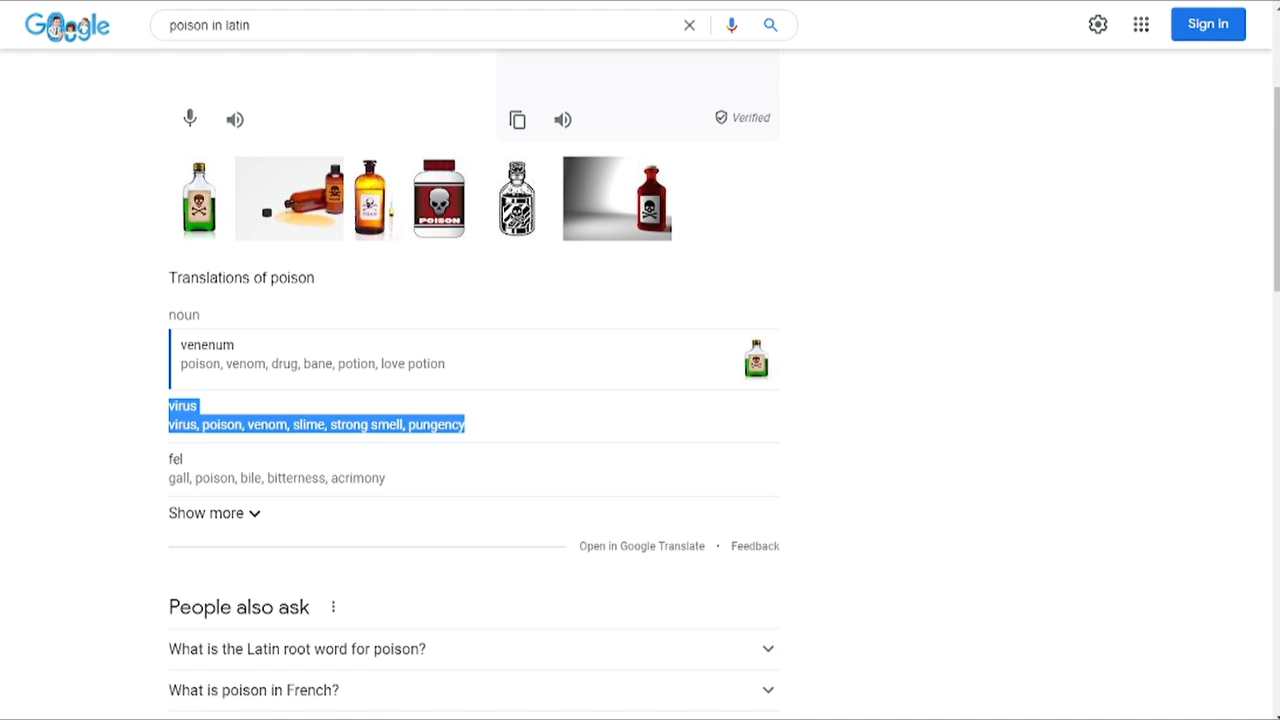 Google
poison in latin
Sign in
Verified
POISON
Translations of poison
noun
venenum
poison, venom, drug, bane, potion, love potion
virus
virus, poison, venom, slime, strong smell, pungency
fel
gall, poison, bile, bitterness, acrimony
Show more
Open in Google Translate • Feedback
People also ask
What is the Latin root word for poison?
What is poison in French?